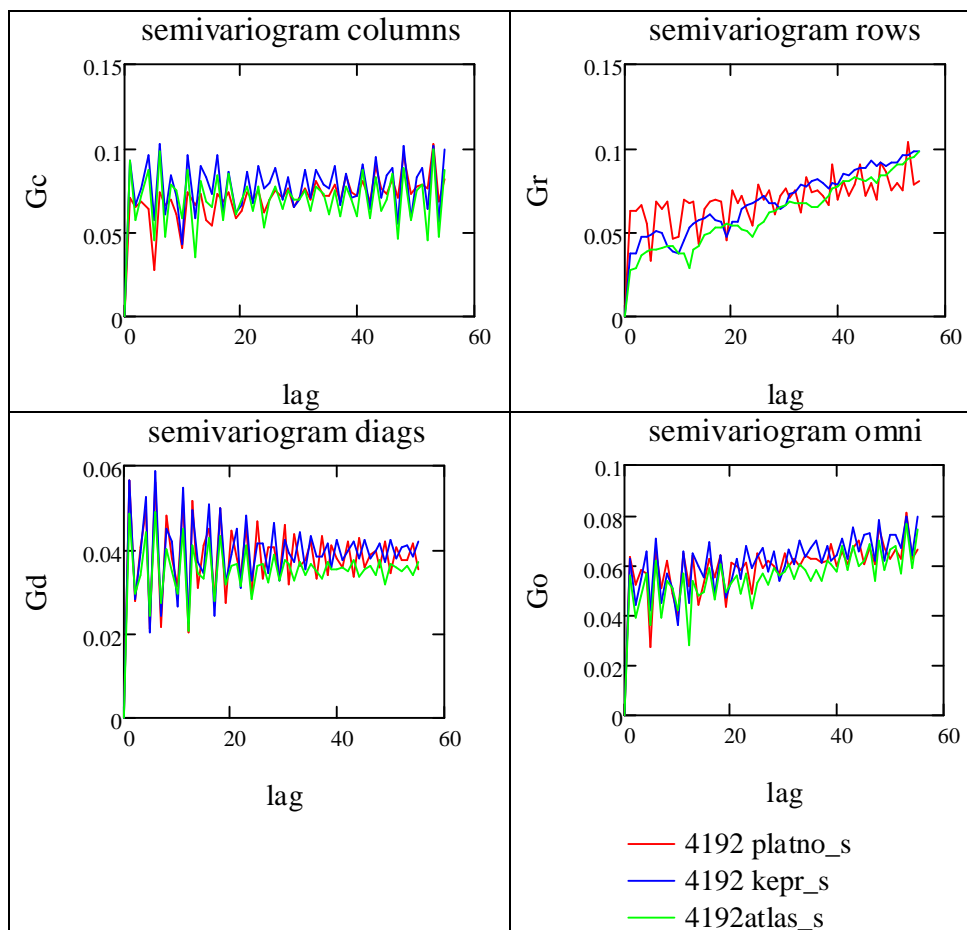 semivariogram columns
0.15
0.1
0.05
0
Gc
0 20 40 60
lag
semivariogram rows
0.15
0.1
0.05
0
Gr
0 20 40 60
lag
semivariogram diags
0.06
0.04
0.02
0
Gd
0 20 40 60
lag
semivariogram omni
0.1
0.08
0.06
0.04
0.02
0
Go
0 20 40 60
lag
4192 platno_s
4192 kepr_s
4192atlas_s